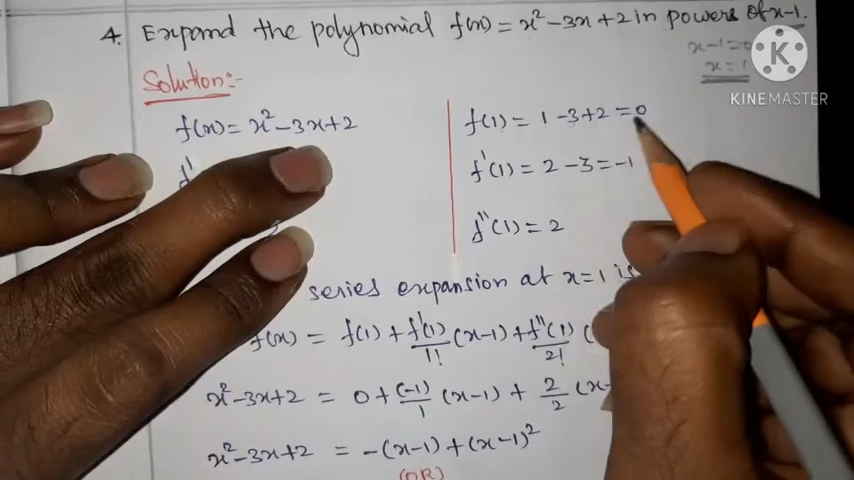 4. Expand the polynomial f(x) = x² - 3x + 2 in powers of x-1.
x-1=0
x=1
KINEMASTER
Solution:-
f(x) = x² - 3x + 2
f(1) = 1 - 3 + 2 = 0
f'(1) = 2 - 3 = -1
f''(1) = 2
series expansion at x=1 is
f(x) = f(1) + f'(1)/1! (x-1) + f''(1)/2! (
x² - 3x + 2 = 0 + (-1)/1 (x-1) + 2/2 (x-
x² - 3x + 2 = -(x-1) + (x-1)²
(OR)